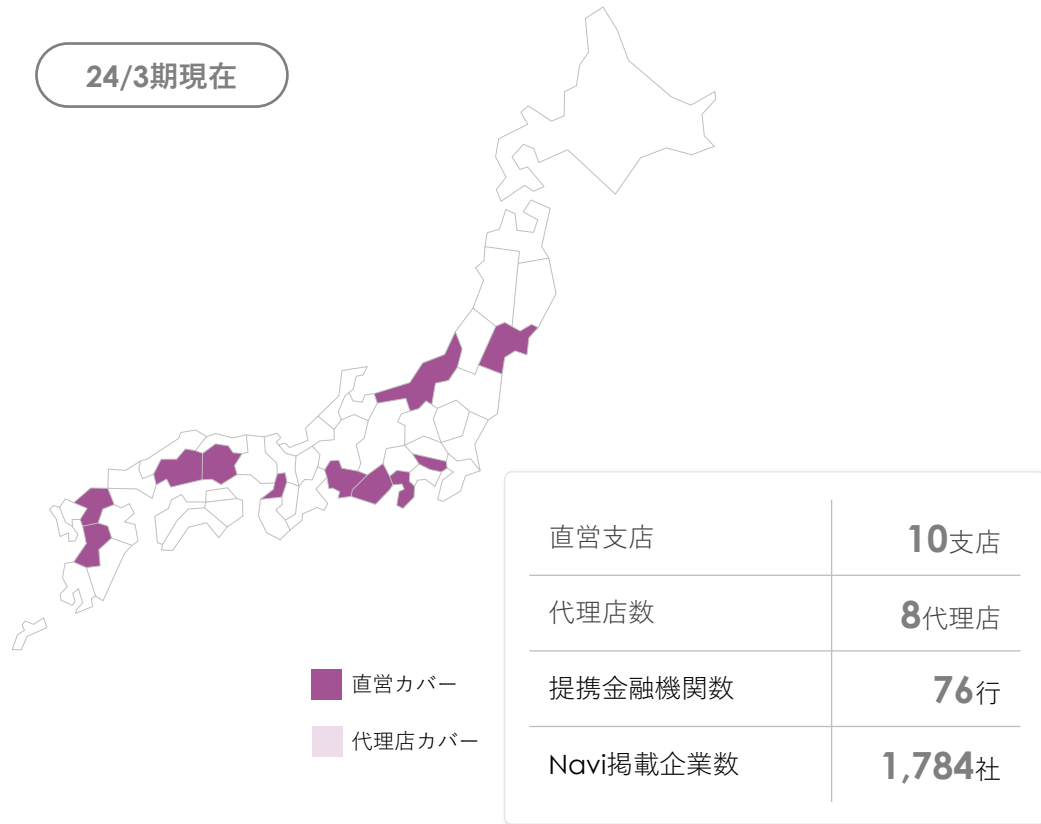 24/3期現在
直営支店 10支店
代理店数 8代理店
提携金融機関数 76行
Navi掲載企業数 1,784社
直営カバー
代理店カバー